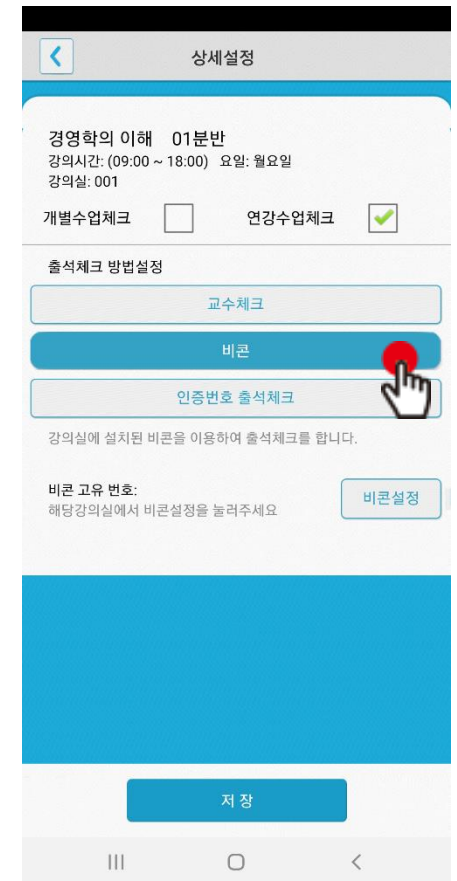 상세설정
경영학의 이해 01분반
강의시간: (09:00 ~ 18:00) 요일: 월요일
강의실: 001
개별수업체크 연강수업체크
출석체크 방법설정
교수체크
비콘
인증번호 출석체크
강의실에 설치된 비콘을 이용하여 출석체크를 합니다.
비콘 고유 번호:
해당강의실에서 비콘설정을 눌러주세요
비콘설정
저 장